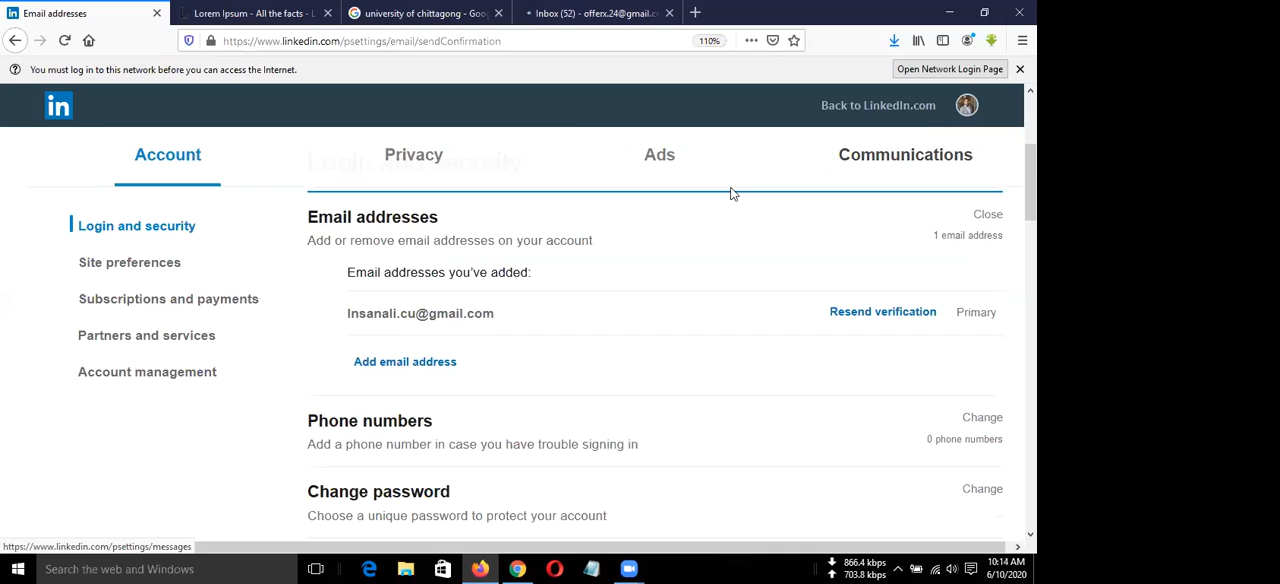 Email addresses
Lorem Ipsum - All the facts - L
university of chittagong - Goo
Inbox (52) - offerx.24@gmail.c
https://www.linkedin.com/psettings/email/sendConfirmation
110%
You must log in to this network before you can access the Internet.
Open Network Login Page
in
Back to LinkedIn.com
Account
Privacy
Ads
Communications
Login and security
Login and security
Site preferences
Subscriptions and payments
Partners and services
Account management
Email addresses
Close
Add or remove email addresses on your account
1 email address
Email addresses you've added:
Insanali.cu@gmail.com
Resend verification
Primary
Add email address
Phone numbers
Change
Add a phone number in case you have trouble signing in
0 phone numbers
Change password
Change
Choose a unique password to protect your account
https://www.linkedin.com/psettings/messages
Search the web and Windows
866.4 kbps
703.8 kbps
10:14 AM
6/10/2020